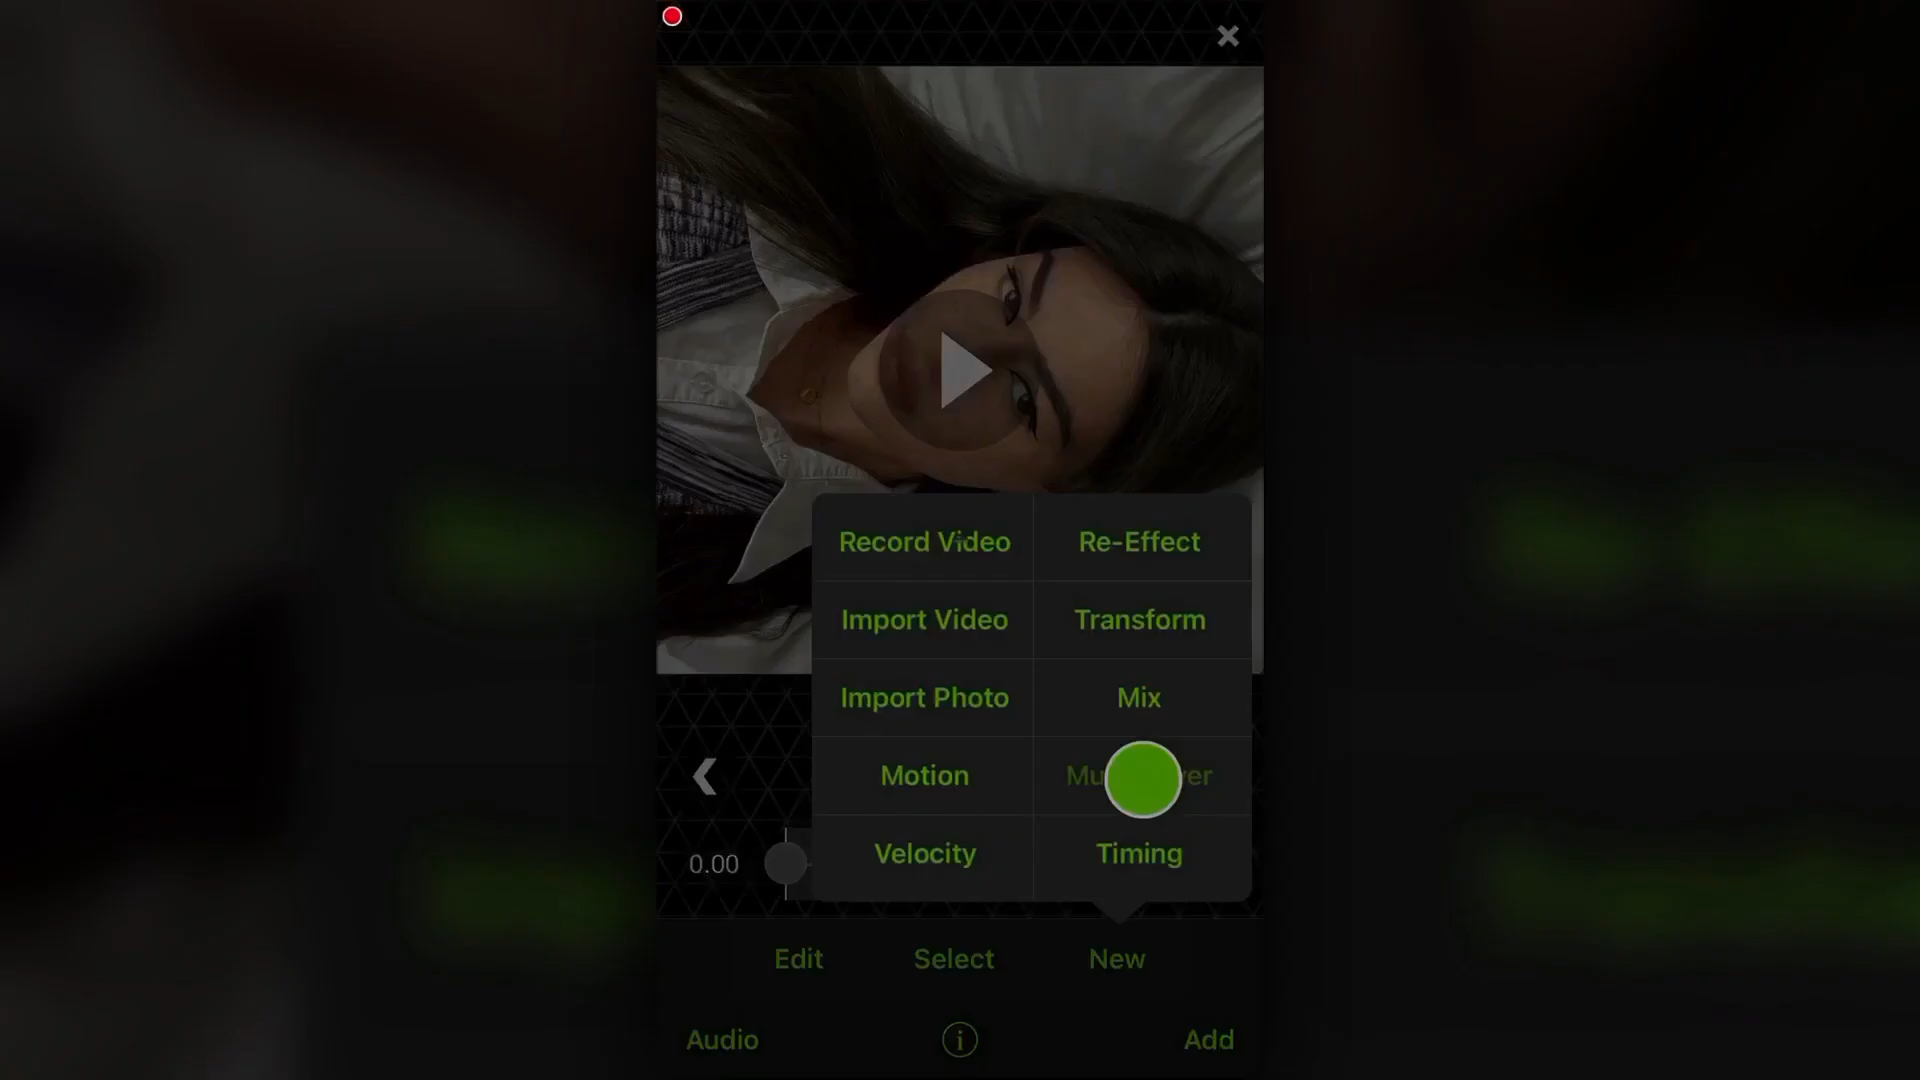 Record Video Re-Effect
Import Video Transform
Import Photo Mix
Motion
Velocity Timing
0.00
Edit Select New
Audio i Add